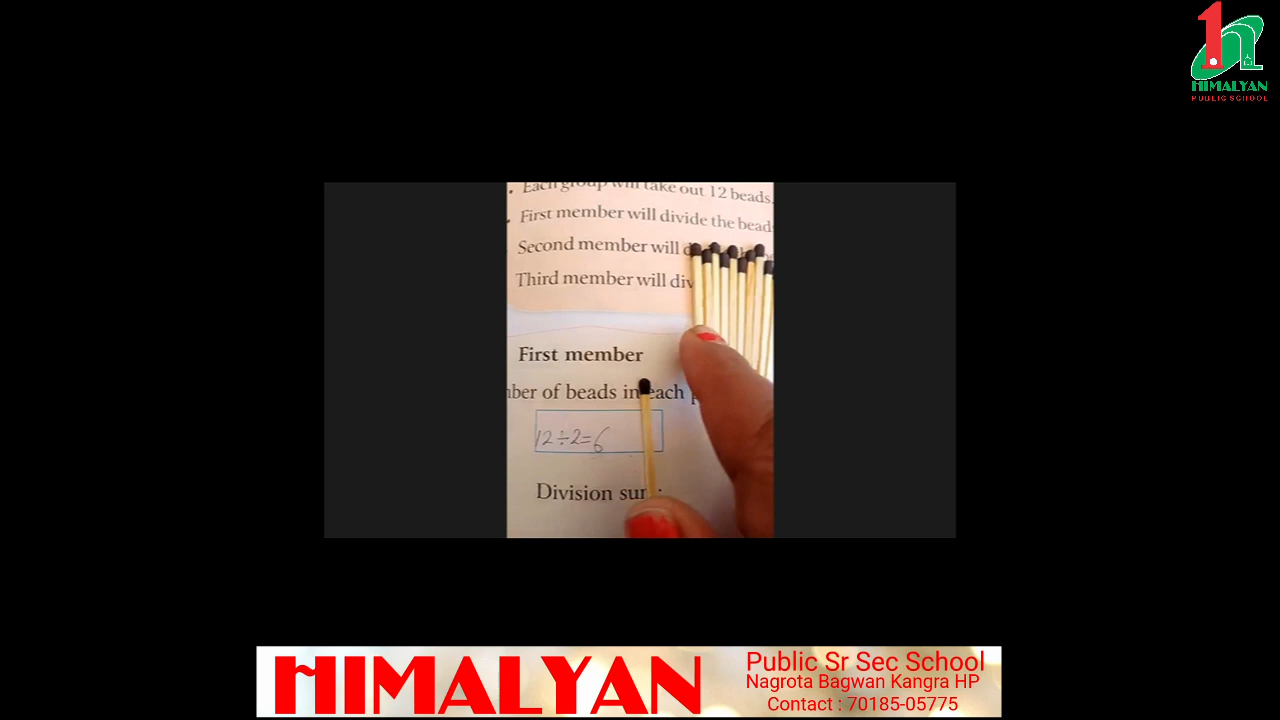 HIMALYAN
PUBLIC SCHOOL
Each group will take out 12 beads.
First member will divide the bead
Second member will
Third member will div
First member
ber of beads in each
12÷2=6
Division sum
HIMALYAN
Public Sr Sec School
Nagrota Bagwan Kangra HP
Contact : 70185-05775